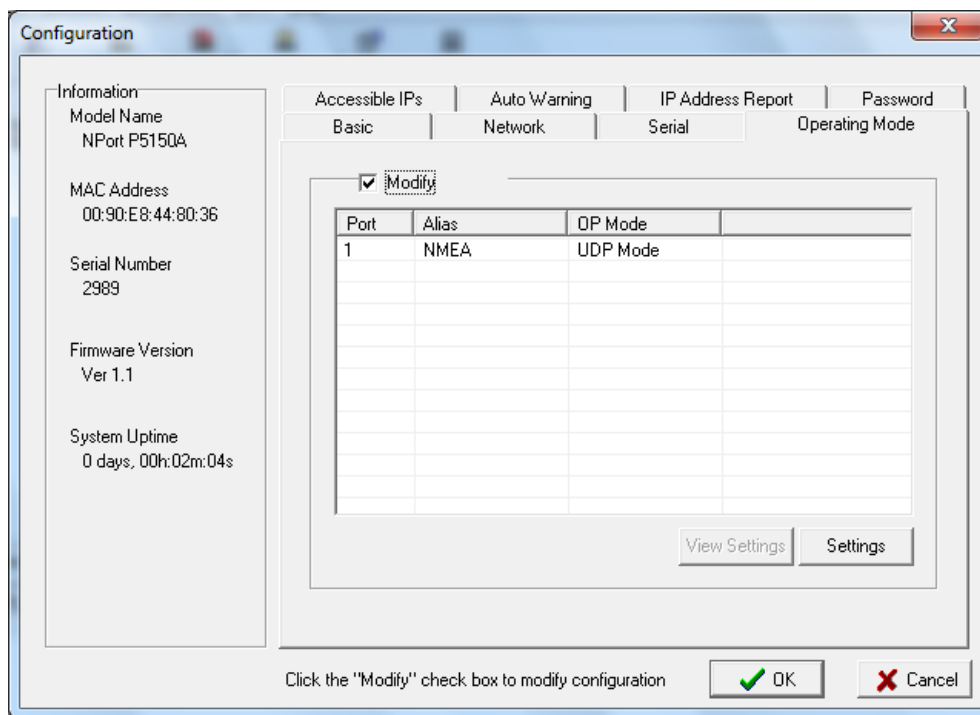 Configuration
Information
Model Name
NPort P5150A
MAC Address
00:90:E8:44:80:36
Serial Number
2989
Firmware Version
Ver 1.1
System Uptime
0 days, 00h:02m:04s
Accessible IPs Auto Warning IP Address Report Password
Basic Network Serial Operating Mode
Modify
Port Alias OP Mode
1 NMEA UDP Mode
View Settings Settings
Click the "Modify" check box to modify configuration OK Cancel